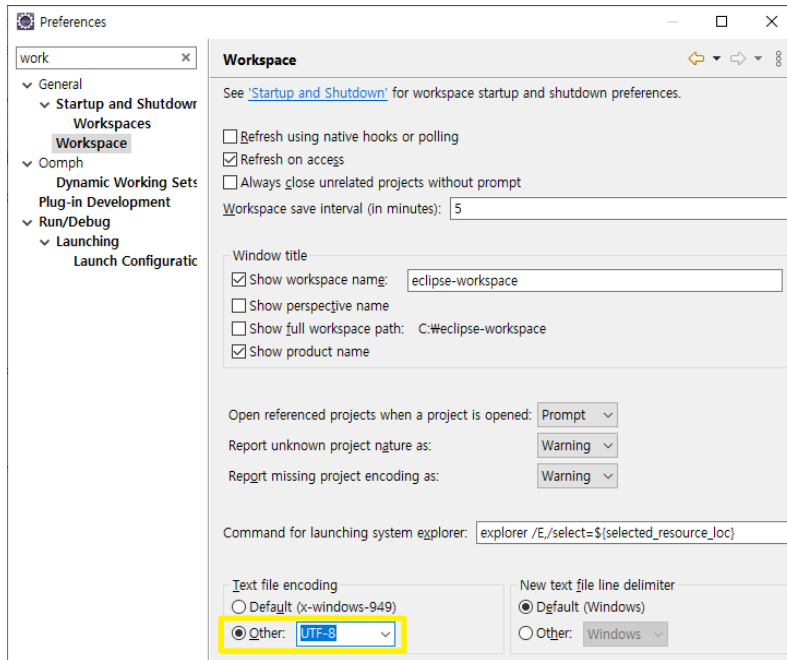 Preferences
work
General
Startup and Shutdowr
Workspaces
Workspace
Oomph
Dynamic Working Sets
Plug-in Development
Run/Debug
Launching
Launch Configuratic
Workspace
See 'Startup and Shutdown' for workspace startup and shutdown preferences.
Refresh using native hooks or polling
Refresh on access
Always close unrelated projects without prompt
Workspace save interval (in minutes): 5
Window title
Show workspace name: eclipse-workspace
Show perspective name
Show full workspace path: C:₩eclipse-workspace
Show product name
Open referenced projects when a project is opened: Prompt
Report unknown project nature as: Warning
Report missing project encoding as: Warning
Command for launching system explorer: explorer /E,/select=${selected_resource_loc}
Text file encoding
Default (x-windows-949)
Other: UTF-8
New text file line delimiter
Default (Windows)
Other: Windows